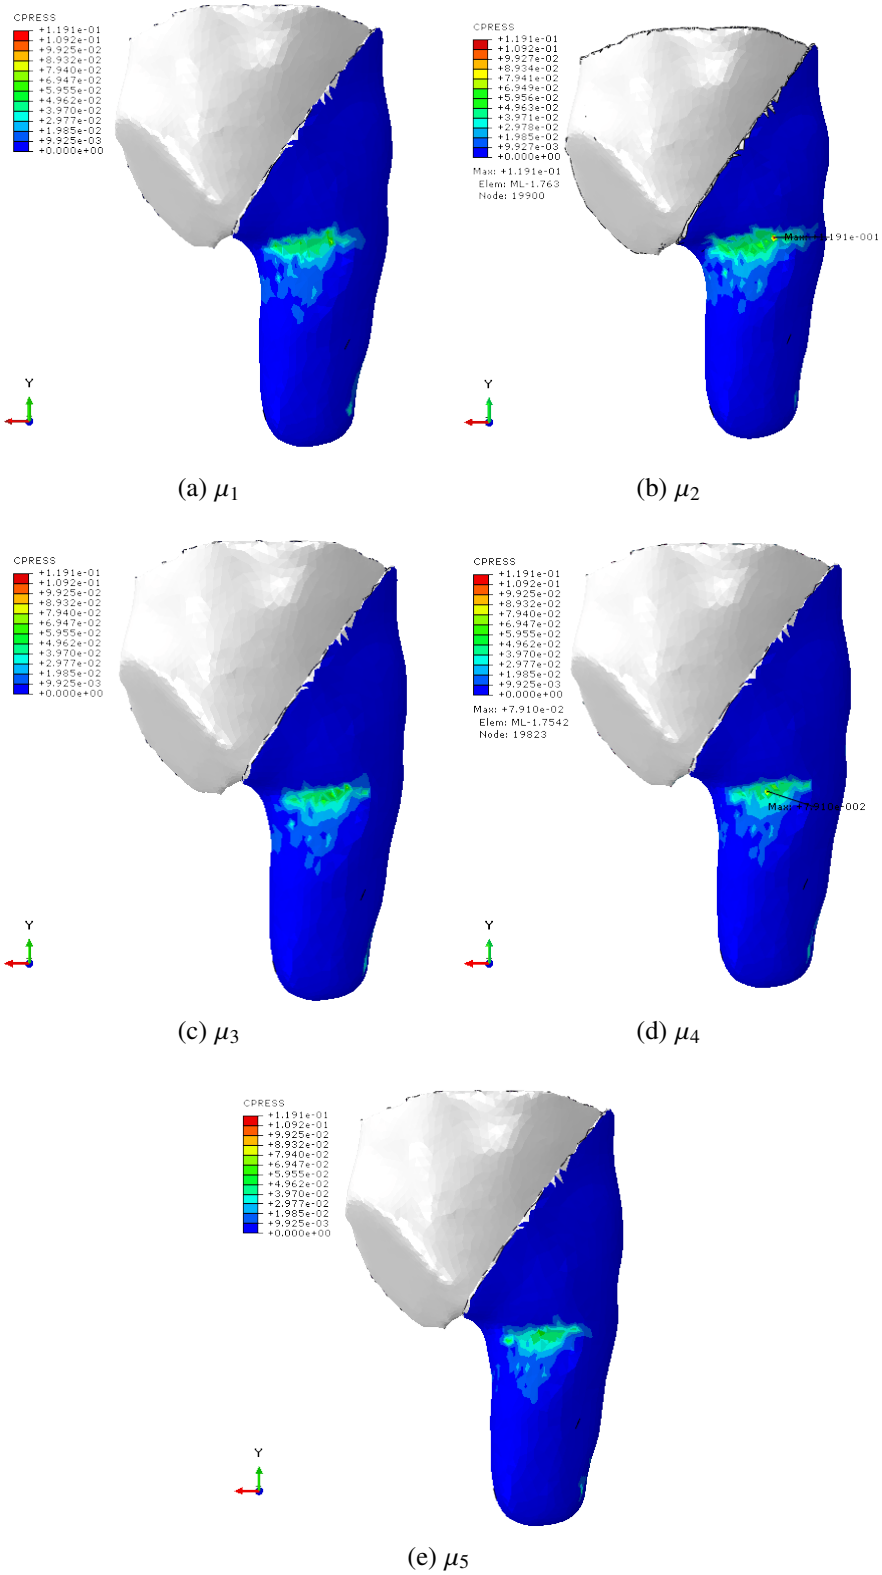 CPRESS
+1.191e-01
+1.092e-01
+9.925e-02
+8.932e-02
+7.940e-02
+6.947e-02
+5.955e-02
+4.962e-02
+3.970e-02
+2.977e-02
+1.985e-02
+9.925e-03
+0.000e+00
Y
(a) μ1
CPRESS
+1.191e-01
+1.092e-01
+9.927e-02
+8.934e-02
+7.941e-02
+6.949e-02
+5.956e-02
+4.963e-02
+3.971e-02
+2.978e-02
+1.985e-02
+9.927e-03
+0.000e+00
Max: +1.191e-01
Elem: ML-1.763
Node: 19900
Max: +1.191e-001
Y
(b) μ2
CPRESS
+1.191e-01
+1.092e-01
+9.925e-02
+8.932e-02
+7.940e-02
+6.947e-02
+5.955e-02
+4.962e-02
+3.970e-02
+2.977e-02
+1.985e-02
+9.925e-03
+0.000e+00
Y
(c) μ3
CPRESS
+1.191e-01
+1.092e-01
+9.925e-02
+8.932e-02
+7.940e-02
+6.947e-02
+5.955e-02
+4.962e-02
+3.970e-02
+2.977e-02
+1.985e-02
+9.925e-03
+0.000e+00
Max: +7.910e-02
Elem: ML-1.7542
Node: 19823
Max: +7.910e-002
Y
(d) μ4
CPRESS
+1.191e-01
+1.092e-01
+9.925e-02
+8.932e-02
+7.940e-02
+6.947e-02
+5.955e-02
+4.962e-02
+3.970e-02
+2.977e-02
+1.985e-02
+9.925e-03
+0.000e+00
Y
(e) μ5